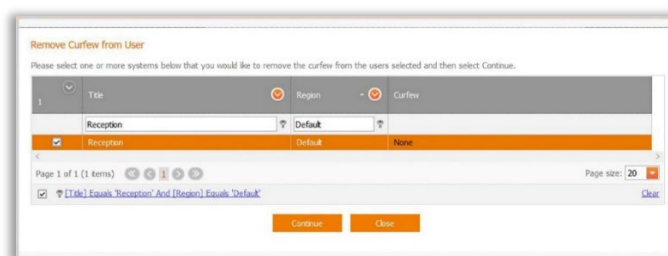 Remove Curfew from User
Please select one or more systems below that you would like to remove the curfew from the users selected and then select Continue.
1 Title Region Curfew
Reception Default
Reception Default None
Page 1 of 1 (1 items) 1 Page size: 20
[Title] Equals 'Reception' And [Region] Equals 'Default' Clear
Continue Close